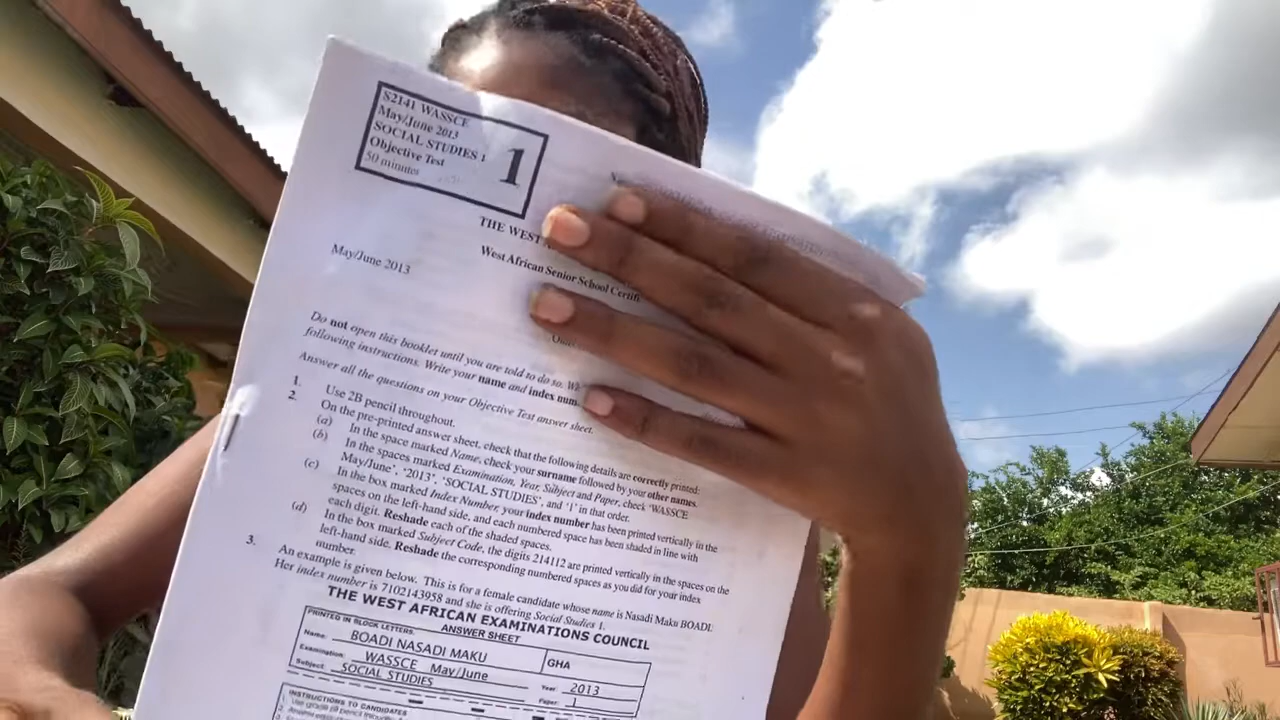 S2141 WASSCE
May/June 2013
SOCIAL STUDIES 1
Objective Test
50 minutes
1
THE WEST
West African Senior School Certifi
May/June 2013
Do not open this booklet until you are told to do so. Wh
following instructions. Write your name and index num
Answer all the questions on your Objective Test answer sheet.
1. Use 2B pencil throughout.
2. On the pre-printed answer sheet, check that the following details are correctly printed:
(a) In the space marked Name, check your surname followed by your other names.
(b) In the spaces marked Examination, Year, Subject and Paper, check 'WASSCE
May/June', '2013', 'SOCIAL STUDIES', and '1' in that order.
(c) In the box marked Index Number, your index number has been printed vertically in the
spaces on the left-hand side, and each numbered space has been shaded in line with
each digit. Reshade each of the shaded spaces.
(d) In the box marked Subject Code, the digits 214112 are printed vertically in the spaces on the
left-hand side. Reshade the corresponding numbered spaces as you did for your index
number.
3. An example is given below. This is for a female candidate whose name is Nasadi Maku BOADI.
Her index number is 7102143958 and she is offering Social Studies 1.
THE WEST AFRICAN EXAMINATIONS COUNCIL
PRINTED IN BLOCK LETTERS. ANSWER SHEET
Name: BOADI NASADI MAKU GHA
Examination: WASSCE May/June
Subject: SOCIAL STUDIES Year: 2013
Paper: 1
INSTRUCTIONS TO CANDIDATES